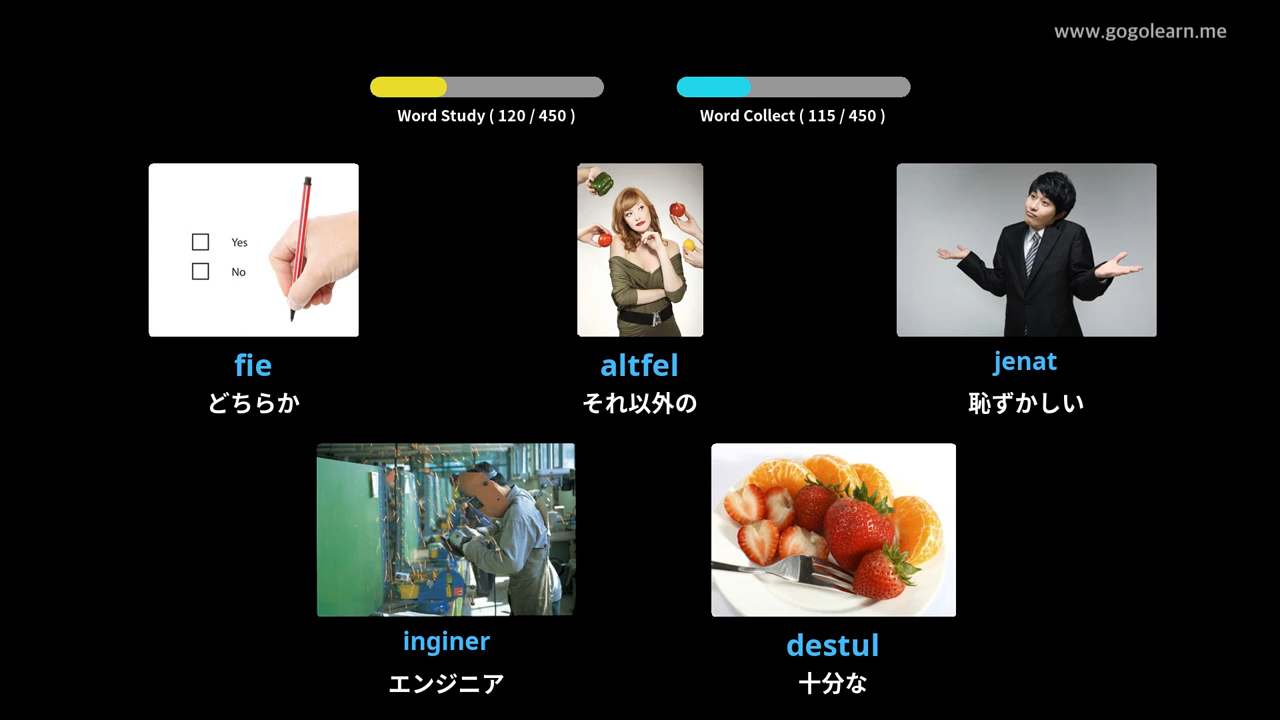 www.gogolearn.me
Word Study ( 120 / 450 )
Word Collect ( 115 / 450 )
Yes
No
fie
どちらか
altfel
それ以外の
jenat
恥ずかしい
inginer
エンジニア
destul
十分な